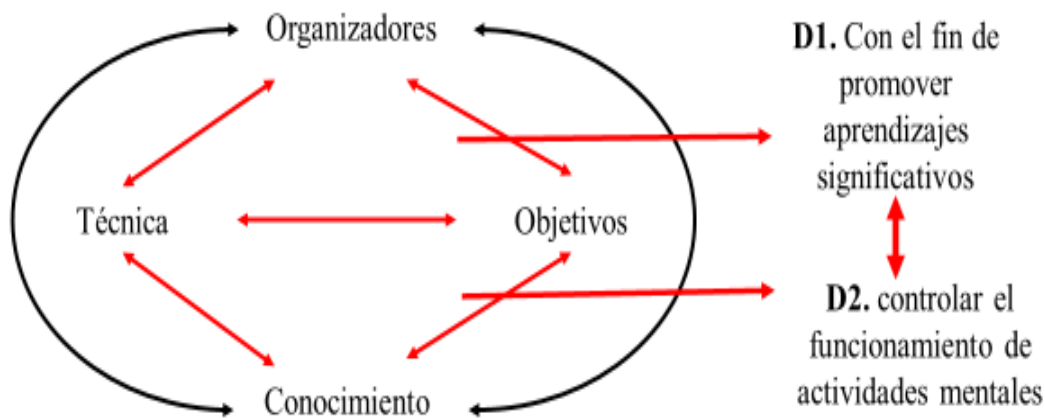 Organizadores
Técnica
Objetivos
Conocimiento
D1. Con el fin de
promover
aprendizajes
significativos
D2. controlar el
funcionamiento de
actividades mentales